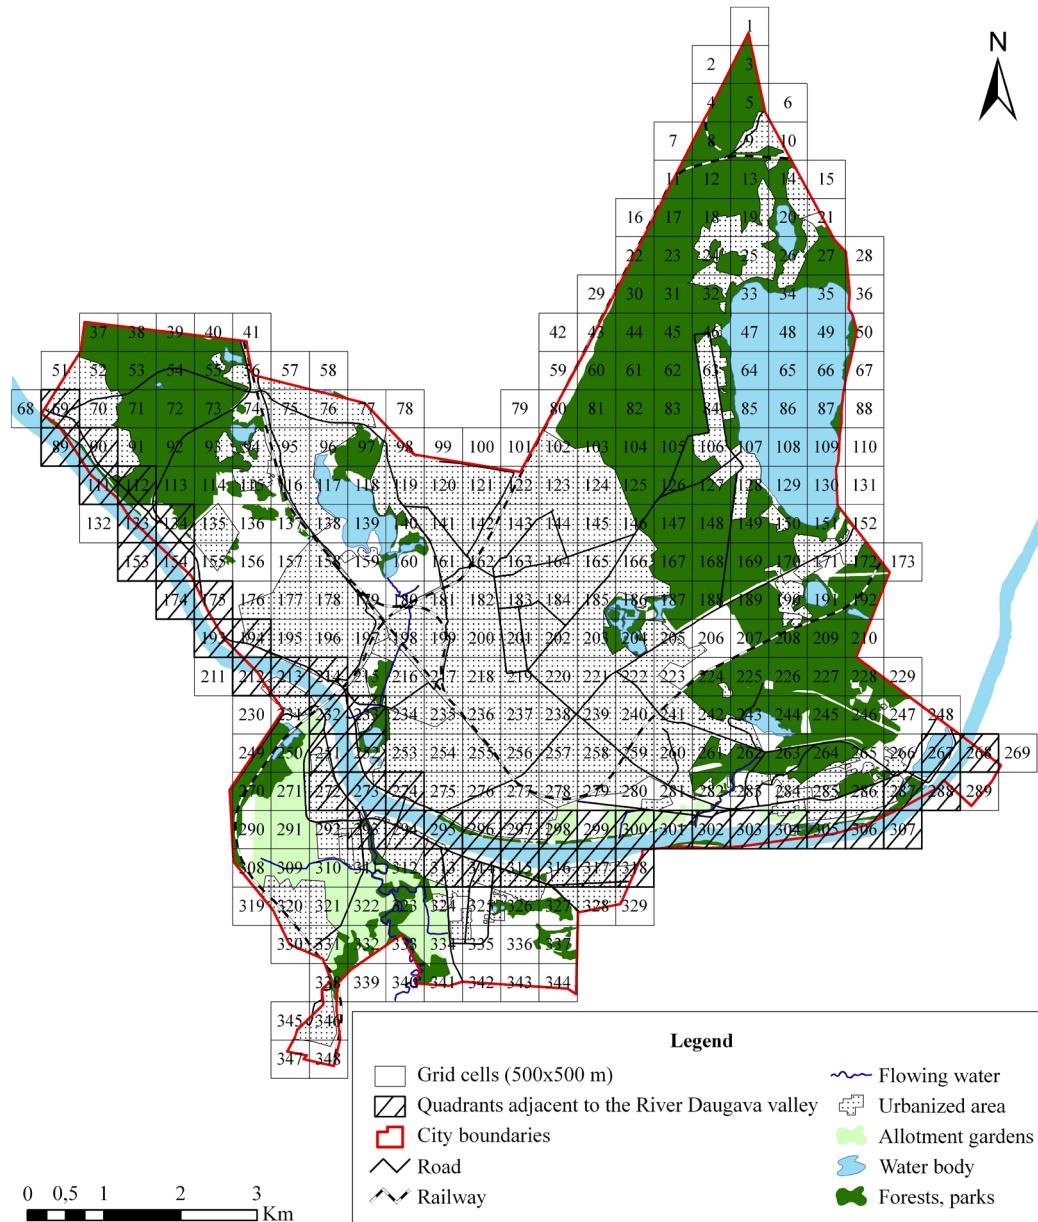 1
N
2 3
4 5 6
7 8 9 10
11 12 13 14 15
16 17 18 19 20 21
22 23 24 25 26 27 28
29 30 31 32 33 34 35 36
37 38 39 40 41 42 43 44 45 46 47 48 49 50
51 52 53 54 55 56 57 58 59 60 61 62 63 64 65 66 67
68 69 70 71 72 73 74 75 76 77 78 79 80 81 82 83 84 85 86 87 88
89 90 91 92 93 94 95 96 97 98 99 100 101 102 103 104 105 106 107 108 109 110
111 112 113 114 115 116 117 118 119 120 121 122 123 124 125 126 127 128 129 130 131
132 133 134 135 136 137 138 139 140 141 142 143 144 145 146 147 148 149 150 151 152
153 154 155 156 157 158 159 160 161 162 163 164 165 166 167 168 169 170 171 172 173
174 175 176 177 178 179 180 181 182 183 184 185 186 187 188 189 190 191 192
193 194 195 196 197 198 199 200 201 202 203 204 205 206 207 208 209 210
211 212 213 214 215 216 217 218 219 220 221 222 223 224 225 226 227 228 229
230 231 232 233 234 235 236 237 238 239 240 241 242 243 244 245 246 247 248
249 250 251 252 253 254 255 256 257 258 259 260 261 262 263 264 265 266 267 268 269
270 271 272 273 274 275 276 277 278 279 280 281 282 283 284 285 286 287 288 289
290 291 292 293 294 295 296 297 298 299 300 301 302 303 304 305 306 307
308 309 310 311 312 313 314 315 316 317 318
319 320 321 322 323 324 325 326 327 328 329
330 331 332 333 334 335 336 337
338 339 340 341 342 343 344
345 346
347 348
Legend
Grid cells (500x500 m)
Quadrants adjacent to the River Daugava valley
City boundaries
Road
Railway
Flowing water
Urbanized area
Allotment gardens
Water body
Forests, parks
0 0,5 1 2 3
Km